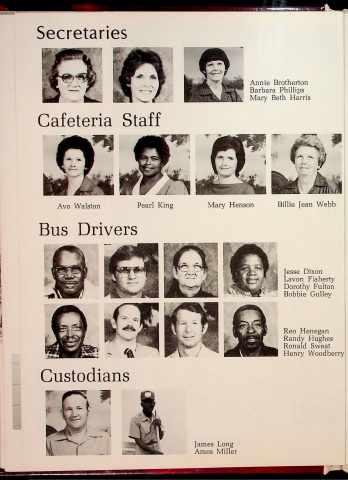 Secretaries
Annie Brotherton
Barbara Phillips
Mary Beth Harris
Cafeteria Staff
Ava Walston
Pearl King
Mary Henson
Billie Jean Webb
Bus Drivers
Jesse Dixon
Lavon Flaherty
Dorothy Fulton
Bobbie Gulley
Reo Henegan
Randy Hughes
Ronald Sweat
Henry Woodberry
Custodians
James Long
Amos Miller